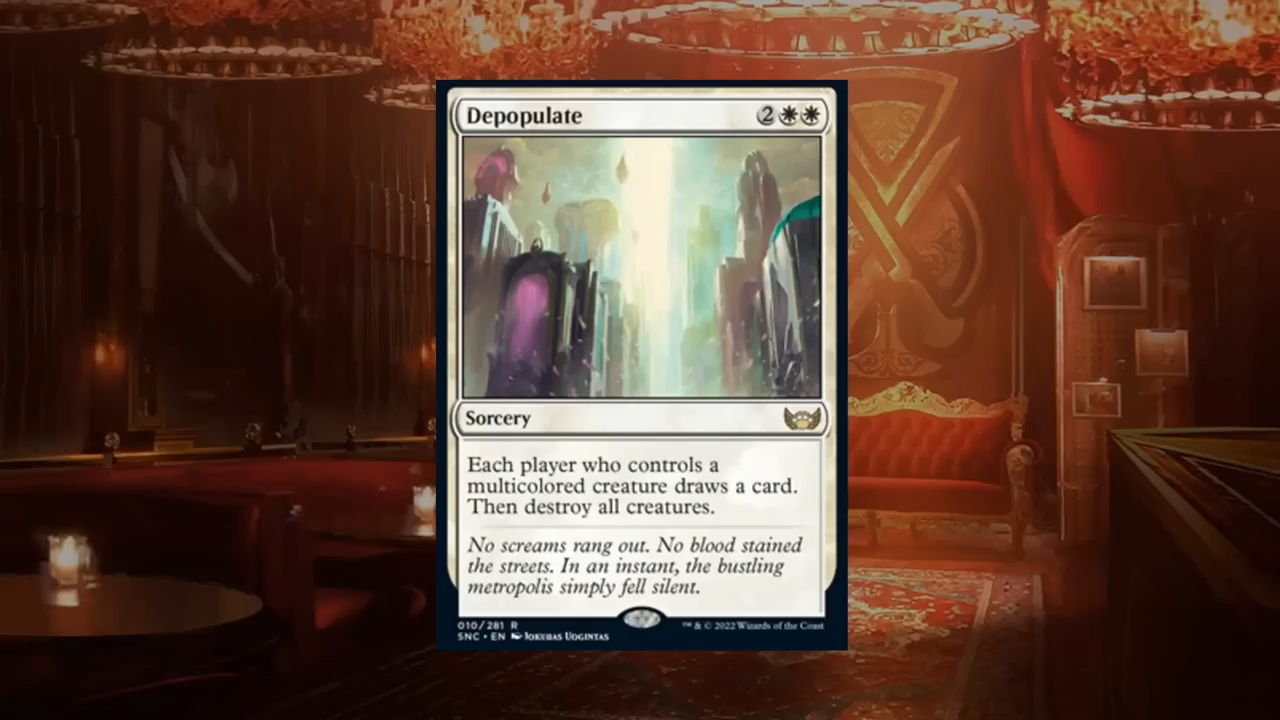 Depopulate 2
Sorcery
Each player who controls a
multicolored creature draws a card.
Then destroy all creatures.
No screams rang out. No blood stained
the streets. In an instant, the bustling
metropolis simply fell silent.
010/281 R
SNC • EN JOKUBAS UOGINTAS
™ & © 2022 Wizards of the Coast